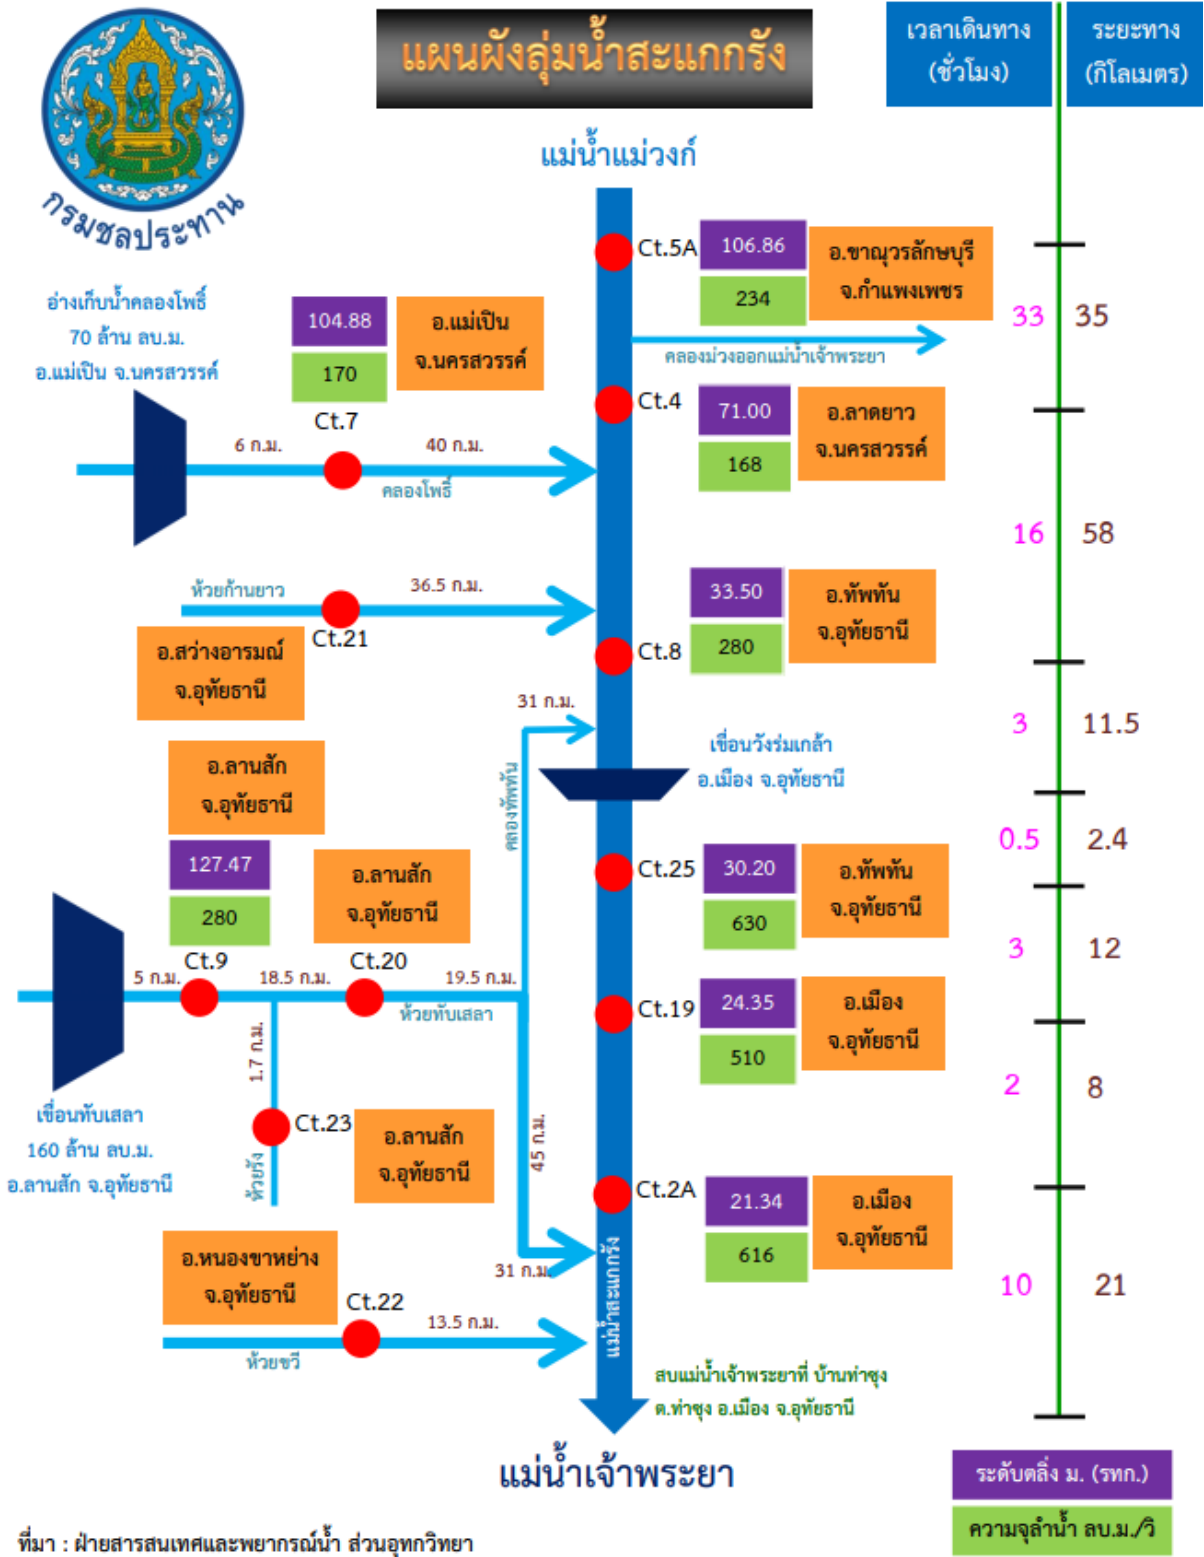 แผนผังลุ่มน้ำสะแกกรัง
เวลาเดินทาง
(ชั่วโมง)
ระยะทาง
(กิโลเมตร)
กรมชลประทาน
แม่น้ำแม่วงก์
Ct.5A
106.86
234
อ.ขาณุวรลักษบุรี
จ.กำแพงเพชร
33
35
คลองม่วงออกแม่น้ำเจ้าพระยา
อ่างเก็บน้ำคลองโพธิ์
70 ล้าน ลบ.ม.
อ.แม่เปิน จ.นครสวรรค์
104.88
170
อ.แม่เปิน
จ.นครสวรรค์
Ct.7
6 ก.ม.
40 ก.ม.
คลองโพธิ์
Ct.4
71.00
168
อ.ลาดยาว
จ.นครสวรรค์
16
58
ห้วยก้านยาว
36.5 ก.ม.
Ct.21
อ.สว่างอารมณ์
จ.อุทัยธานี
Ct.8
33.50
280
อ.ทัพทัน
จ.อุทัยธานี
31 ก.ม.
คลองทัพทัน
เขื่อนวังร่มเกล้า
อ.เมือง จ.อุทัยธานี
3
11.5
อ.ลานสัก
จ.อุทัยธานี
127.47
280
Ct.9
อ.ลานสัก
จ.อุทัยธานี
Ct.20
0.5
2.4
Ct.25
30.20
630
อ.ทัพทัน
จ.อุทัยธานี
5 ก.ม.
18.5 ก.ม.
19.5 ก.ม.
ห้วยทับเสลา
3
12
Ct.19
24.35
510
อ.เมือง
จ.อุทัยธานี
1.7 ก.ม.
Ct.23
ห้วยรัง
อ.ลานสัก
จ.อุทัยธานี
เขื่อนทับเสลา
160 ล้าน ลบ.ม.
อ.ลานสัก จ.อุทัยธานี
45 ก.ม.
2
8
Ct.2A
21.34
616
อ.เมือง
จ.อุทัยธานี
31 ก.ม.
แม่น้ำสะแกกรัง
10
21
อ.หนองขาหย่าง
จ.อุทัยธานี
Ct.22
13.5 ก.ม.
ห้วยขวี
สบแม่น้ำเจ้าพระยาที่ บ้านท่าซุง
ต.ท่าซุง อ.เมือง จ.อุทัยธานี
แม่น้ำเจ้าพระยา
ระดับตลิ่ง ม. (รทก.)
ความจุลำน้ำ ลบ.ม./วิ
ที่มา : ฝ่ายสารสนเทศและพยากรณ์น้ำ ส่วนอุทกวิทยา